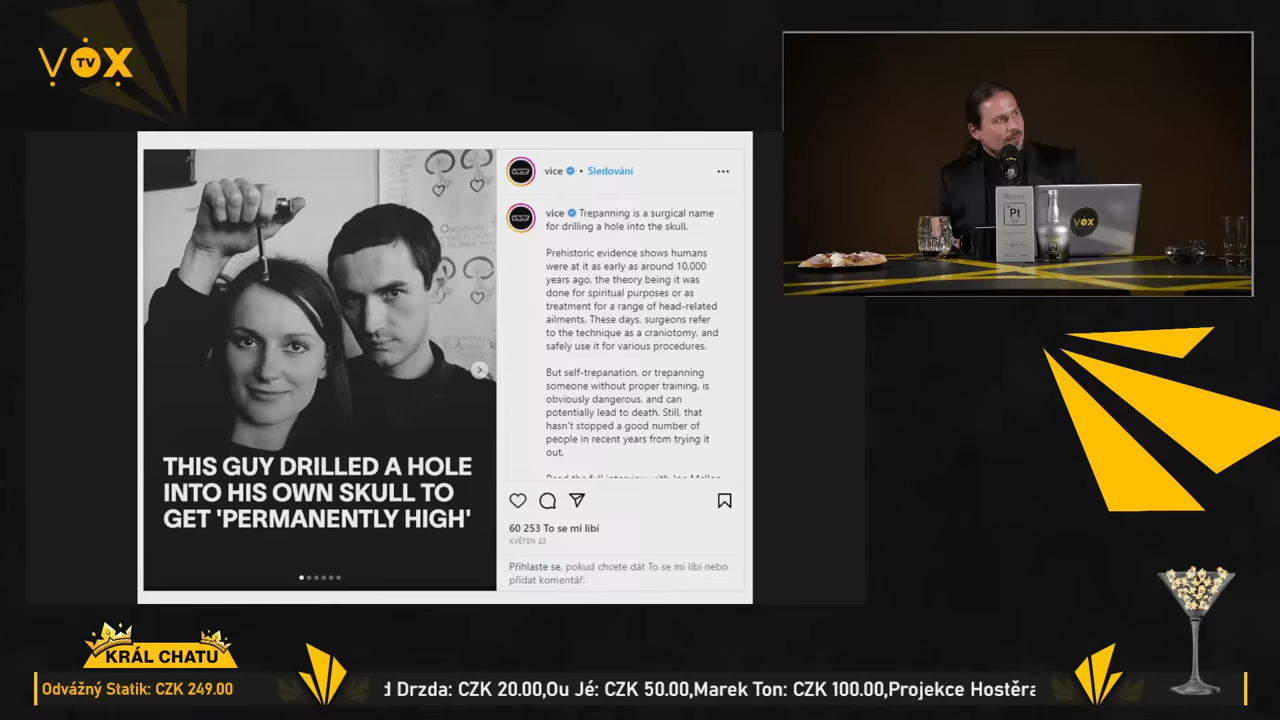 VOX
TV
vice • Sledování
vice Trepanning is a surgical name
for drilling a hole into the skull.
Prehistoric evidence shows humans
were at it as early as around 10,000
years ago, the theory being it was
done for spiritual purposes or as
treatment for a range of head-related
ailments. These days, surgeons refer
to the technique as a craniotomy, and
safely use it for various procedures.
But self-trepanation, or trepanning
someone without proper training, is
obviously dangerous, and can
potentially lead to death. Still, that
hasn't stopped a good number of
people in recent years from trying it
out.
THIS GUY DRILLED A HOLE
INTO HIS OWN SKULL TO
GET 'PERMANENTLY HIGH'
60 253 To se mi líbí
KVĚTEN 23
Přihlaste se, pokud chcete dát To se mi líbí nebo
přidat komentář.
Pt
VOX
KRÁL CHATU
Odvážný Statik: CZK 249.00
d Drzda: CZK 20.00,Ou Jé: CZK 50.00,Marek Ton: CZK 100.00,Projekce Hostěra